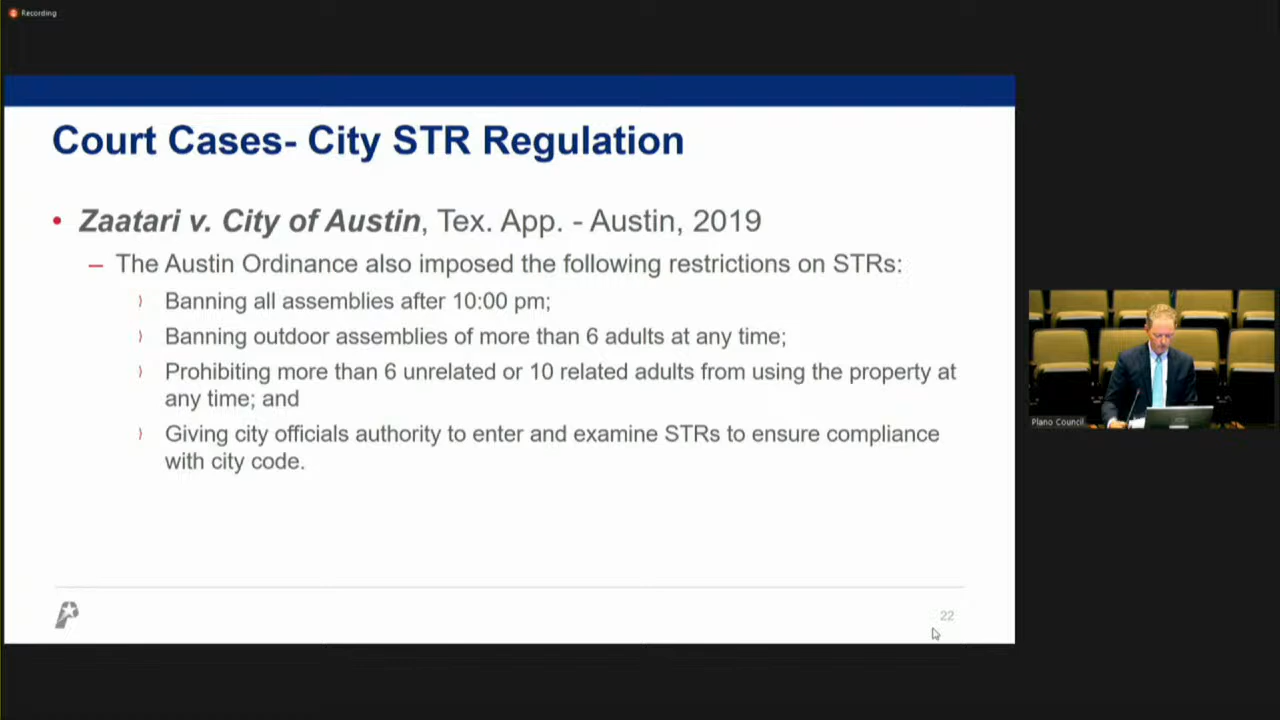 Recording
Court Cases- City STR Regulation
• Zaatari v. City of Austin, Tex. App. - Austin, 2019
– The Austin Ordinance also imposed the following restrictions on STRs:
Banning all assemblies after 10:00 pm;
Banning outdoor assemblies of more than 6 adults at any time;
Prohibiting more than 6 unrelated or 10 related adults from using the property at
any time; and
Giving city officials authority to enter and examine STRs to ensure compliance
with city code.
22
Plano Council